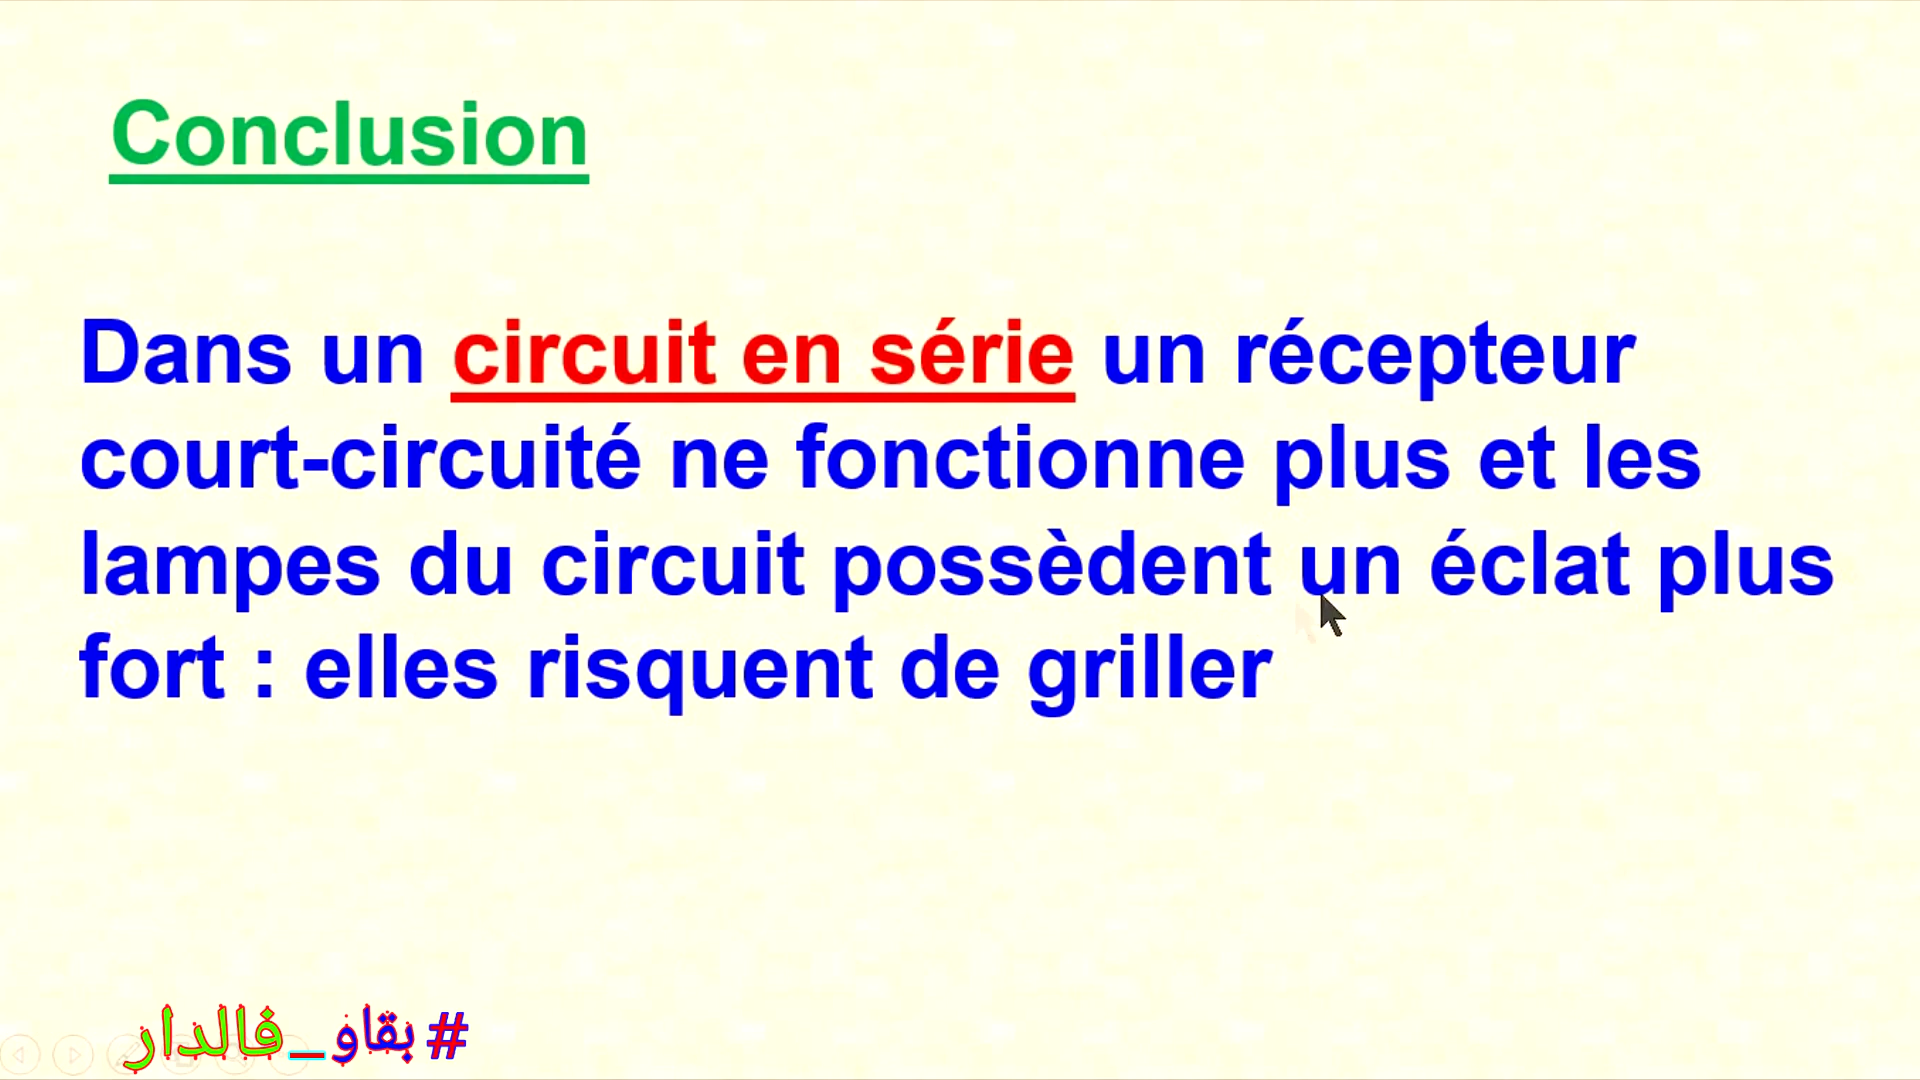 Conclusion
Dans un circuit en série un récepteur
court-circuité ne fonctionne plus et les
lampes du circuit possèdent un éclat plus
fort : elles risquent de griller
#بقاو_فالدار